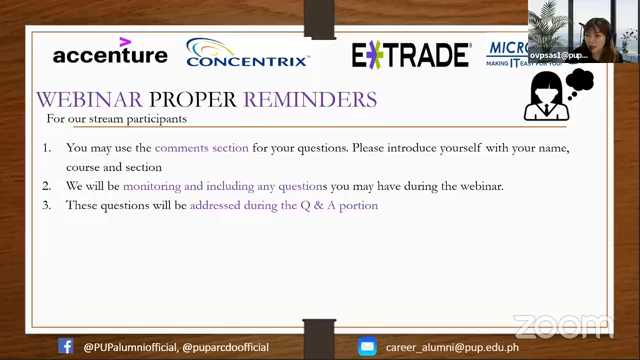 accenture
CONCENTRIX
E*TRADE
MICRO
MAKING IT EASY FOR YOU!
ovpsas1@pup...
WEBINAR PROPER REMINDERS
For our stream participants
1. You may use the comments section for your questions. Please introduce yourself with your name,
course and section
2. We will be monitoring and including any questions you may have during the webinar.
3. These questions will be addressed during the Q & A portion
zoom
@PUPalumniofficial, @puparcdoofficial
career_alumni@pup.edu.ph